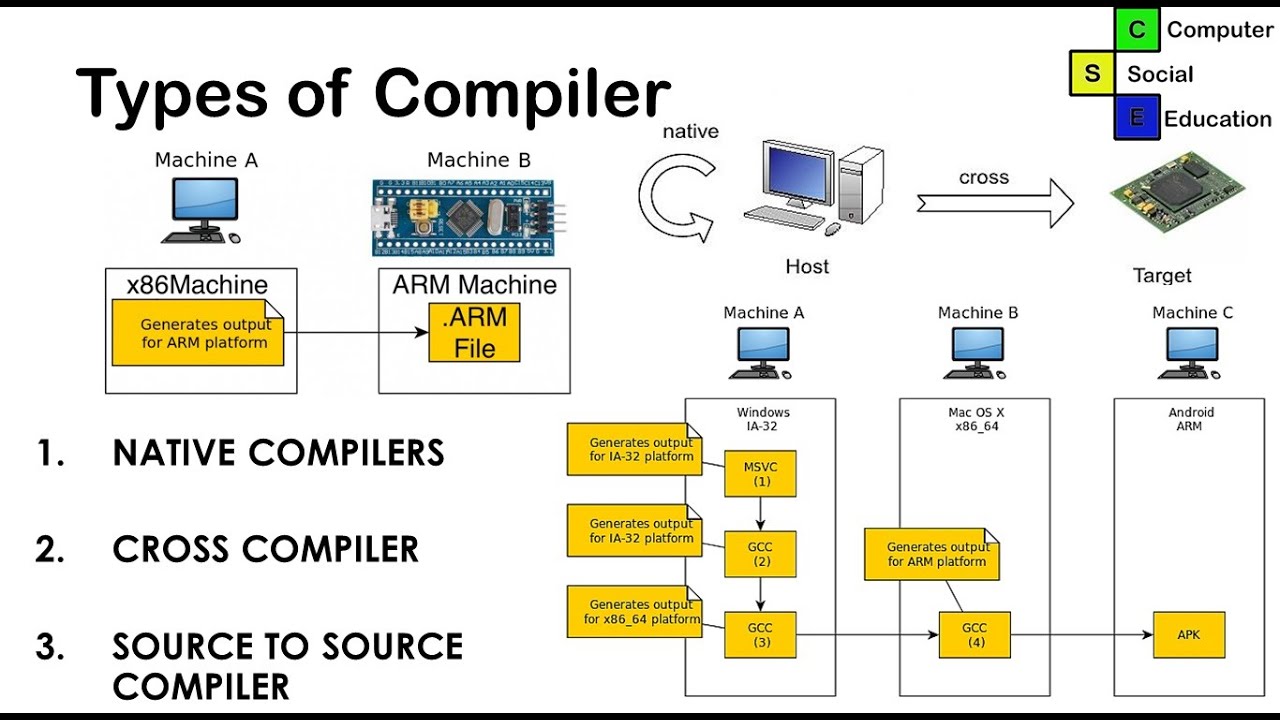 C Computer
S Social
E Education
Types of Compiler
Machine A
Machine B
x86Machine
Generates output
for ARM platform
ARM Machine
.ARM
File
native
cross
Host
Target
1. NATIVE COMPILERS
2. CROSS COMPILER
3. SOURCE TO SOURCE
COMPILER
Machine A
Machine B
Machine C
Windows
IA-32
Mac OS X
x86_64
Android
ARM
Generates output
for IA-32 platform
MSVC
(1)
Generates output
for IA-32 platform
GCC
(2)
Generates output
for x86_64 platform
GCC
(3)
Generates output
for ARM platform
GCC
(4)
APK